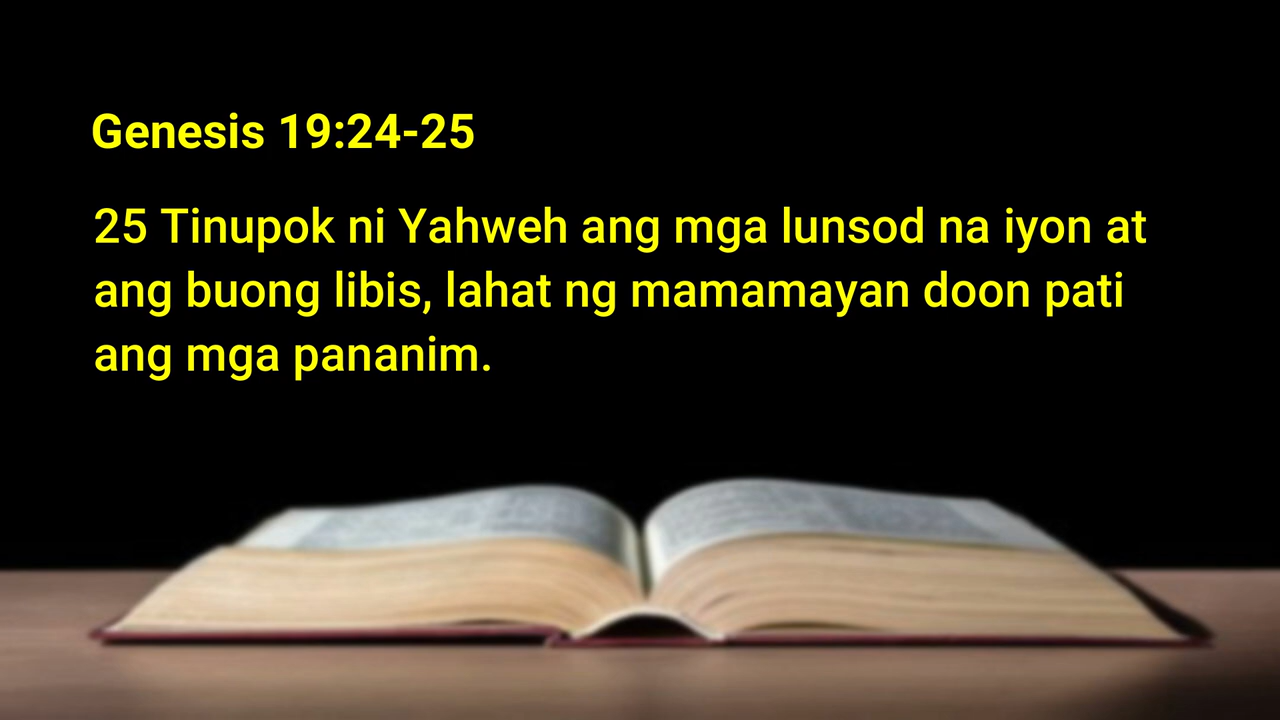 Genesis 19:24-25
25 Tinupok ni Yahweh ang mga lunsod na iyon at
ang buong libis, lahat ng mamamayan doon pati
ang mga pananim.